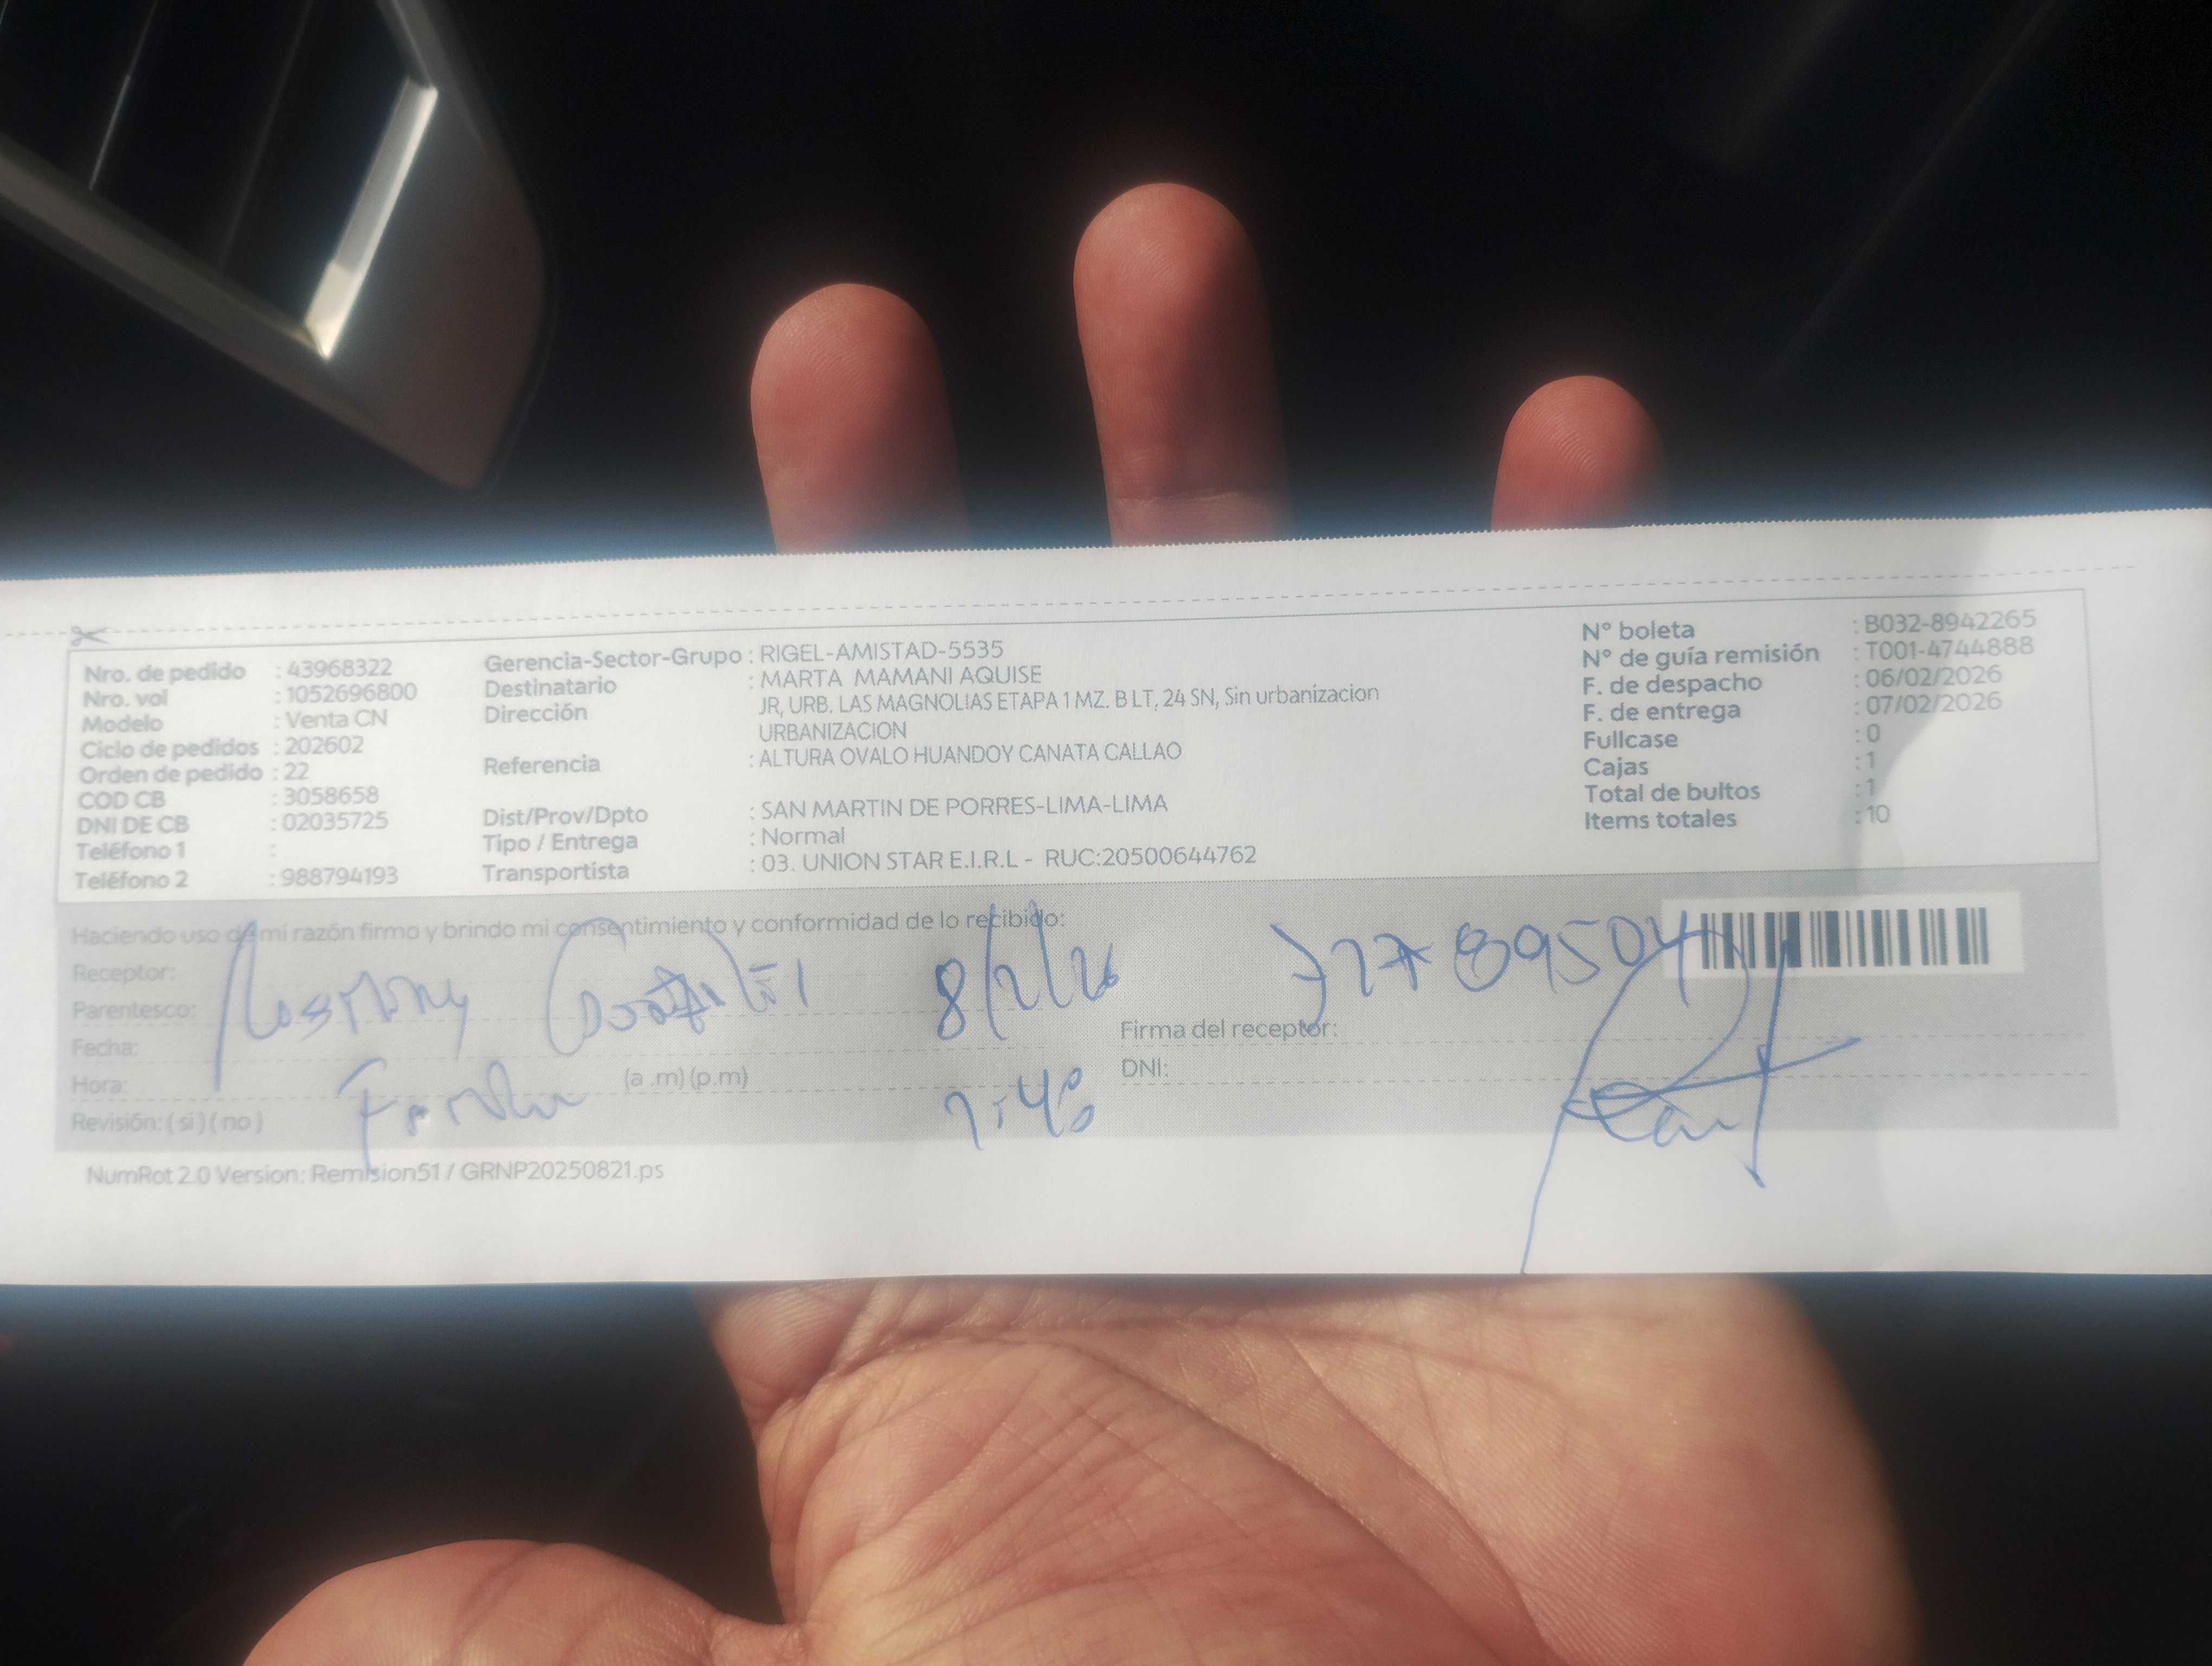 Nro. de pedido : 43968322
Nro. vol : 1052696800
Modelo : Venta CN
Ciclo de pedidos : 202602
Orden de pedido : 22
COD CB : 3058658
DNI DE CB : 02035725
Teléfono 1 :
Teléfono 2 : 988794193
Gerencia-Sector-Grupo : RIGEL-AMISTAD-5535
Destinatario : MARTA MAMANI AQUISE
Dirección JR, URB. LAS MAGNOLIAS ETAPA 1 MZ. B LT, 24 SN, Sin urbanizacion
URBANIZACION
Referencia : ALTURA OVALO HUANDOY CANATA CALLAO
Dist/Prov/Dpto : SAN MARTIN DE PORRES-LIMA-LIMA
Tipo / Entrega : Normal
Transportista : 03. UNION STAR E.I.R.L - RUC:20500644762
N° boleta : B032-8942265
N° de guía remisión : T001-4744888
F. de despacho : 06/02/2026
F. de entrega : 07/02/2026
Fullcase : 0
Cajas : 1
Total de bultos : 1
Items totales : 10
Haciendo uso de mi razón firmo y brindo mi consentimiento y conformidad de lo recibido:
Receptor:
Parentesco:
Fecha: 8/2/26
Hora: (a .m) (p.m)
Revisión: ( si ) ( no )
Firma del receptor:
DNI:
NumRot 2.0 Version: Remision51 / GRNP20250821.ps